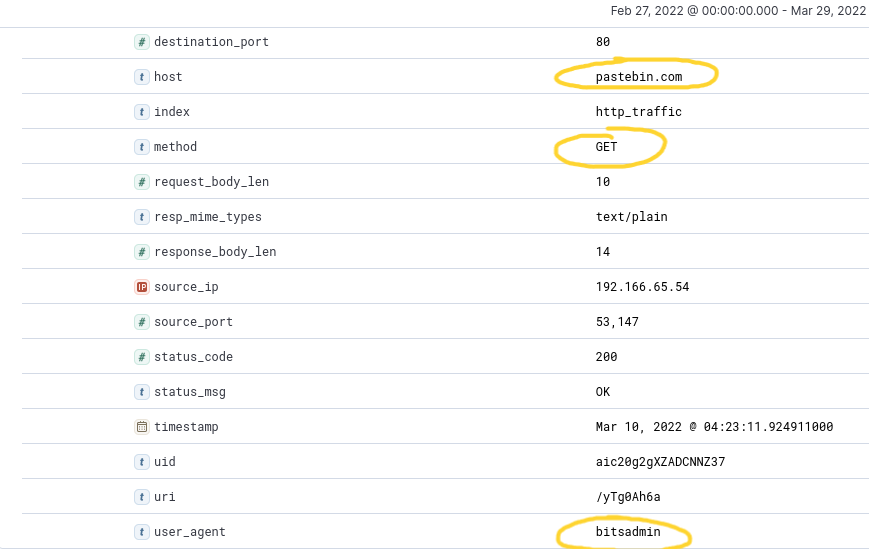 Feb 27, 2022 @ 00:00:00.000 - Mar 29, 2022
# destination_port 80
t host pastebin.com
t index http_traffic
t method GET
# request_body_len 10
t resp_mime_types text/plain
# response_body_len 14
IP source_ip 192.166.65.54
# source_port 53,147
# status_code 200
t status_msg OK
timestamp Mar 10, 2022 @ 04:23:11.924911000
t uid aic20g2gXZADCNNZ37
t uri /yTg0Ah6a
t user_agent bitsadmin